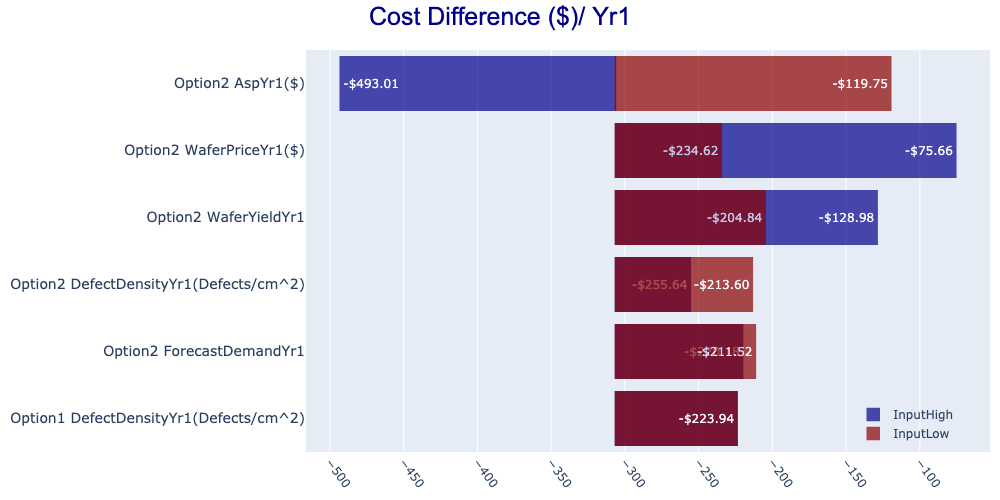 Cost Difference ($)/ Yr1
Option2 AspYr1($)
-$493.01
-$119.75
Option2 WaferPriceYr1($)
-$234.62
-$75.66
Option2 WaferYieldYr1
-$204.84
-$128.98
Option2 DefectDensityYr1(Defects/cm^2)
-$255.64
-$213.60
Option2 ForecastDemandYr1
-$211.52
Option1 DefectDensityYr1(Defects/cm^2)
-$223.94
InputHigh
InputLow
−500
−450
−400
−350
−300
−250
−200
−150
−100